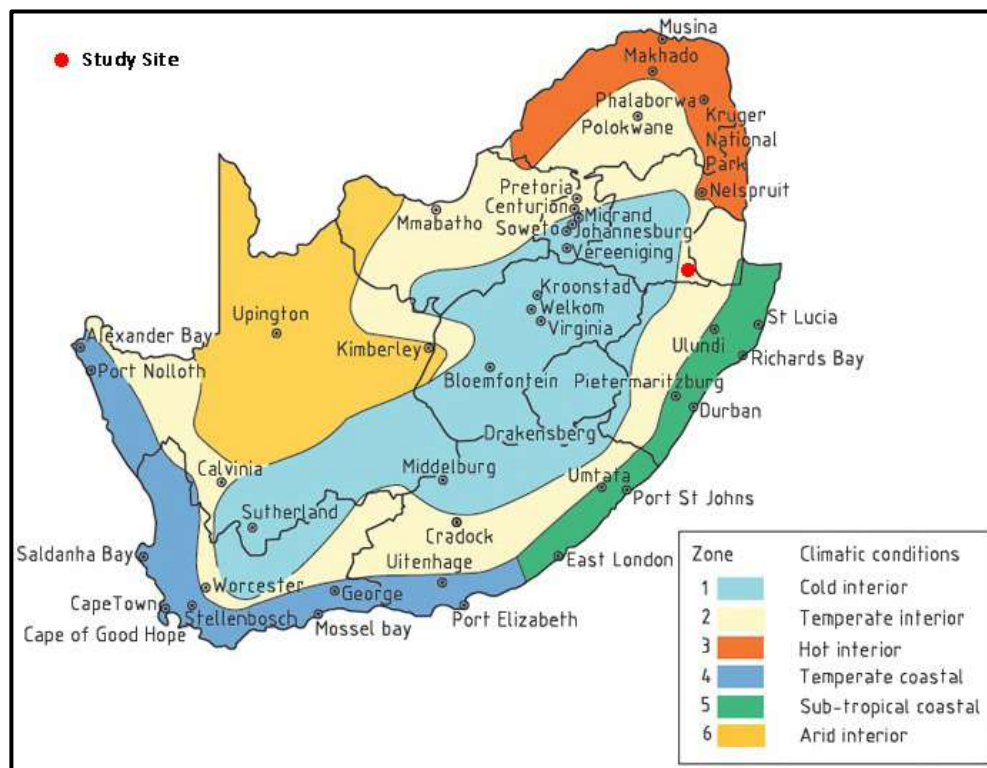 Study Site
Musina
Makhado
Phalaborwa
Polokwane
Kruger
National
Park
Nelspruit
Pretoria
Centurion
Midrand
Soweto
Johannesburg
Vereeniging
Mmabatho
Kroonstad
Welkom
Virginia
Upington
Kimberley
Bloemfontein
Alexander Bay
Port Nolloth
St Lucia
Ulundi
Richards Bay
Pietermaritzburg
Durban
Drakensberg
Calvinia
Middelburg
Umtata
Port St Johns
Sutherland
Cradock
Saldanha Bay
Uitenhage
East London
Worcester
George
CapeTown
Stellenbosch
Mossel bay
Port Elizabeth
Cape of Good Hope
Zone Climatic conditions
1 Cold interior
2 Temperate interior
3 Hot interior
4 Temperate coastal
5 Sub-tropical coastal
6 Arid interior